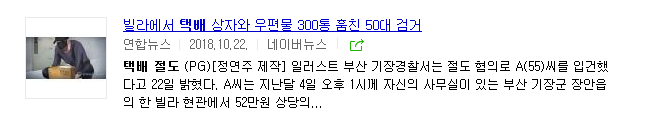 빌라에서 택배 상자와 우편물 300통 훔친 50대 검거
연합뉴스 | 2018.10.22. | 네이버뉴스 |
택배 절도 (PG)[정연주 제작] 일러스트 부산 기장경찰서는 절도 혐의로 A(55)씨를 입건했
다고 22일 밝혔다. A씨는 지난달 4일 오후 1시께 자신의 사무실이 있는 부산 기장군 장안읍
의 한 빌라 현관에서 52만원 상당의...